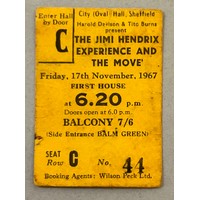 Enter Hall
by Door
C
City (Oval) Hall, Sheffield
Harold Davison & Tito Burns
present
THE JIMI HENDRIX
EXPERIENCE AND
THE MOVE'
Friday, 17th November, 1967
FIRST HOUSE
at 6.20 p.m.
Doors open at 6.0 p.m.
BALCONY 7/6
(Side Entrance BALM GREEN)
SEAT
Row C No. 44
Booking Agents: Wilson Peck Ltd.